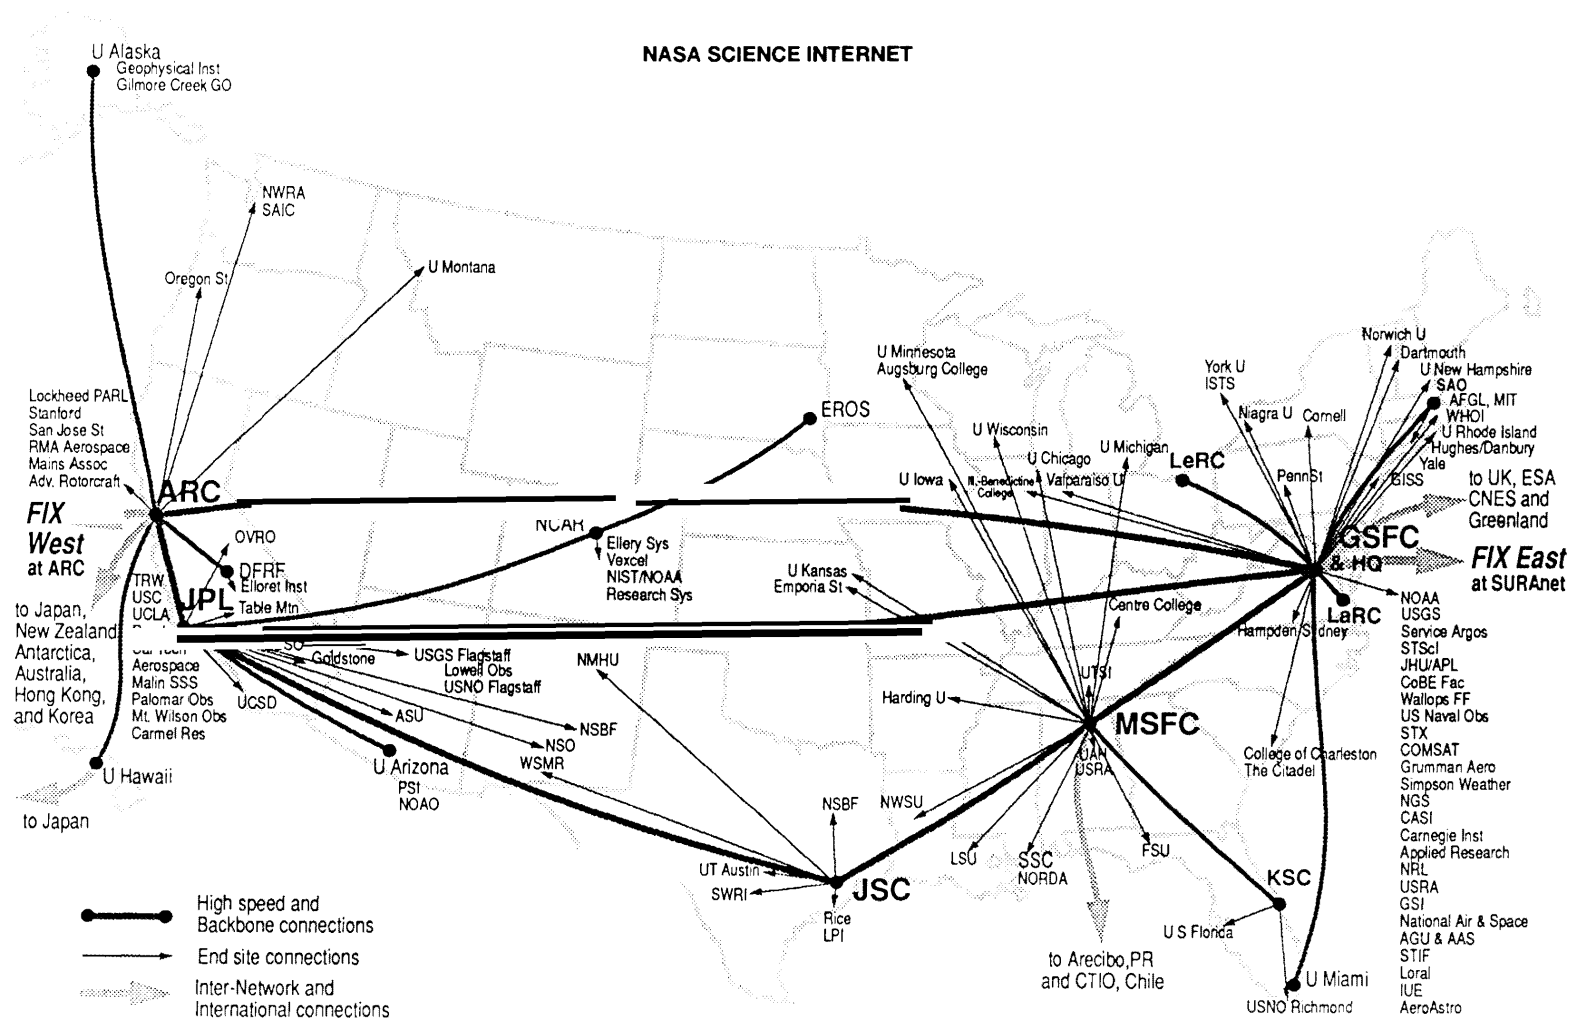 NASA SCIENCE INTERNET
U Alaska
Geophysical Inst
Gilmore Creek GO
NWRA
SAIC
Oregon St
U Montana
Lockheed PARL
Stanford
San Jose St
RMA Aerospace
Mains Assoc
Adv. Rotorcraft
ARC
FIX
West
at ARC
OVRO
DFRF
Elloret Inst
JPL
Table Mtn
TRW
USC
UCLA
to Japan,
New Zealand
Antarctica,
Australia,
Hong Kong,
and Korea
Aerospace
Malin SSS
Palomar Obs
Mt. Wilson Obs
Carmel Res
U Hawaii
to Japan
Goldstone
UCSD
USGS Flagstaff
Lowell Obs
USNO Flagstaff
ASU
NSBF
NSO
WSMR
U Arizona
PSI
NOAO
NMHU
NCAR
Ellery Sys
Vexcel
NIST/NOAA
Research Sys
EROS
U Minnesota
Augsburg College
U Wisconsin
U Chicago
U Michigan
U Iowa
Ill.-Benedictine
College
Valparaiso U
U Kansas
Emporia St
Centre College
UTSI
Harding U
MSFC
UAH
USRA
NWSU
NSBF
LSU
SSC
NORDA
FSU
UT Austin
SWRI
JSC
Rice
LPI
to Arecibo,PR
and CTIO, Chile
KSC
U S Florida
U Miami
USNO Richmond
College of Charleston
The Citadel
Hampden/Sydney
LeRC
York U
ISTS
Niagra U
Cornell
PennSt
Norwich U
Dartmouth
U New Hampshire
SAO
AFGL, MIT
WHOI
U Rhode Island
Hughes/Danbury
Yale
GISS
to UK, ESA
CNES and
Greenland
GSFC
& HQ
FIX East
at SURAnet
LaRC
NOAA
USGS
Service Argos
STScI
JHU/APL
CoBE Fac
Wallops FF
US Naval Obs
STX
COMSAT
Grumman Aero
Simpson Weather
NGS
CASI
Carnegie Inst
Applied Research
NRL
USRA
GSI
National Air & Space
AGU & AAS
STIF
Loral
IUE
AeroAstro
High speed and
Backbone connections
End site connections
Inter-Network and
International connections